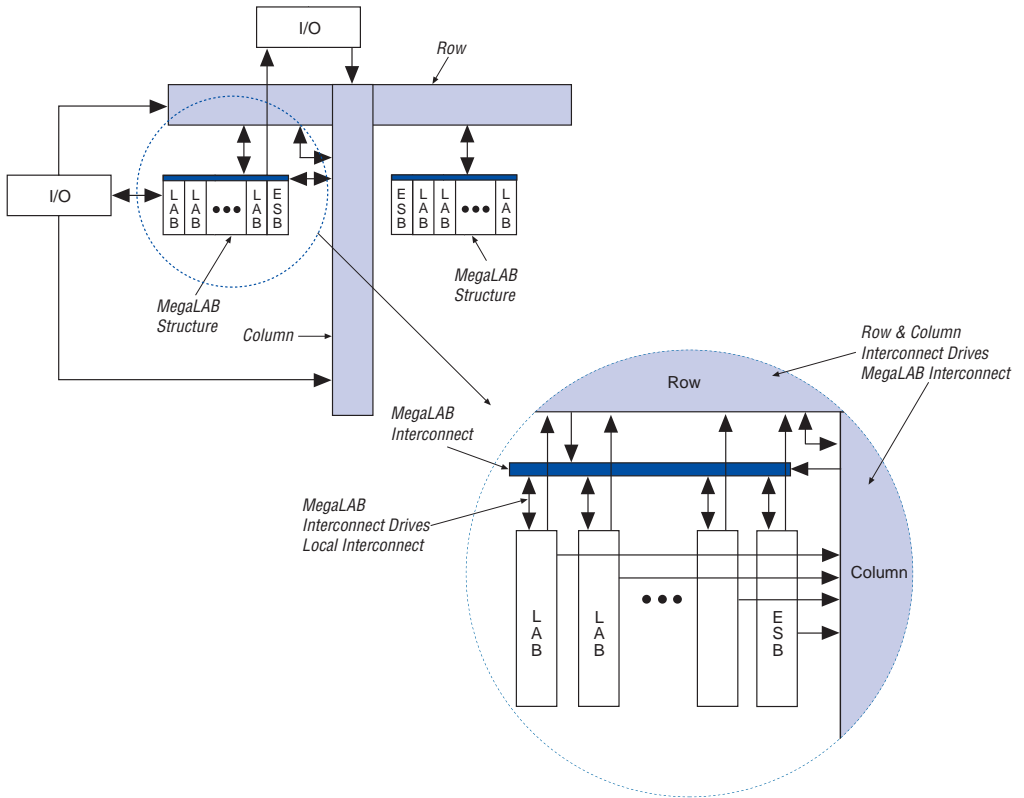 I/O
Row
I/O
L
A
B
L
A
B
•••
L
A
B
E
S
B
E
S
B
L
A
B
L
A
B
•••
L
A
B
MegaLAB
Structure
MegaLAB
Structure
Column
Row & Column
Interconnect Drives
MegaLAB Interconnect
Row
MegaLAB
Interconnect
MegaLAB
Interconnect Drives
Local Interconnect
Column
•••
L
A
B
L
A
B
E
S
B